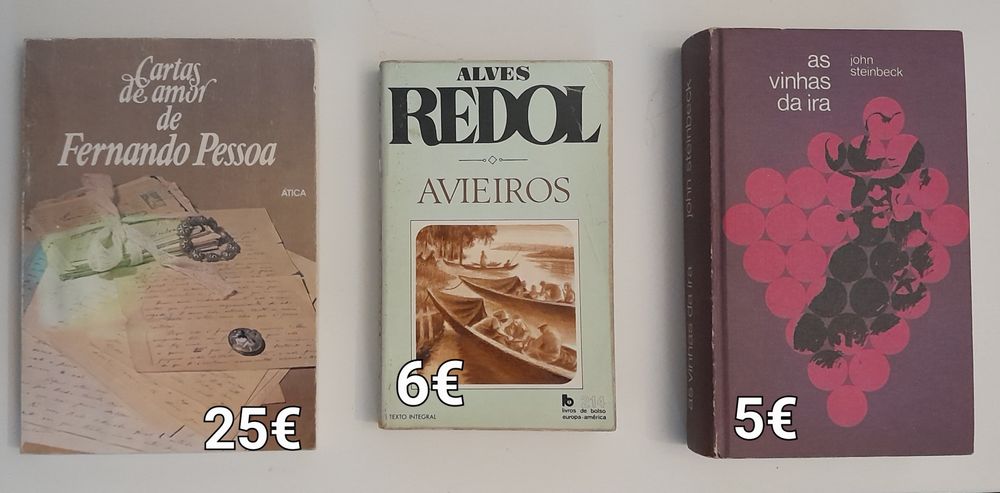 Cartas
de amor
de
Fernando Pessoa
ÁTICA
25€
ALVES
REDOL
AVIEIROS
6€
TEXTO INTEGRAL
314
livros de bolso
europa-américa
as vinhas da ira john steinbeck
as
vinhas
da ira
john
steinbeck
5€